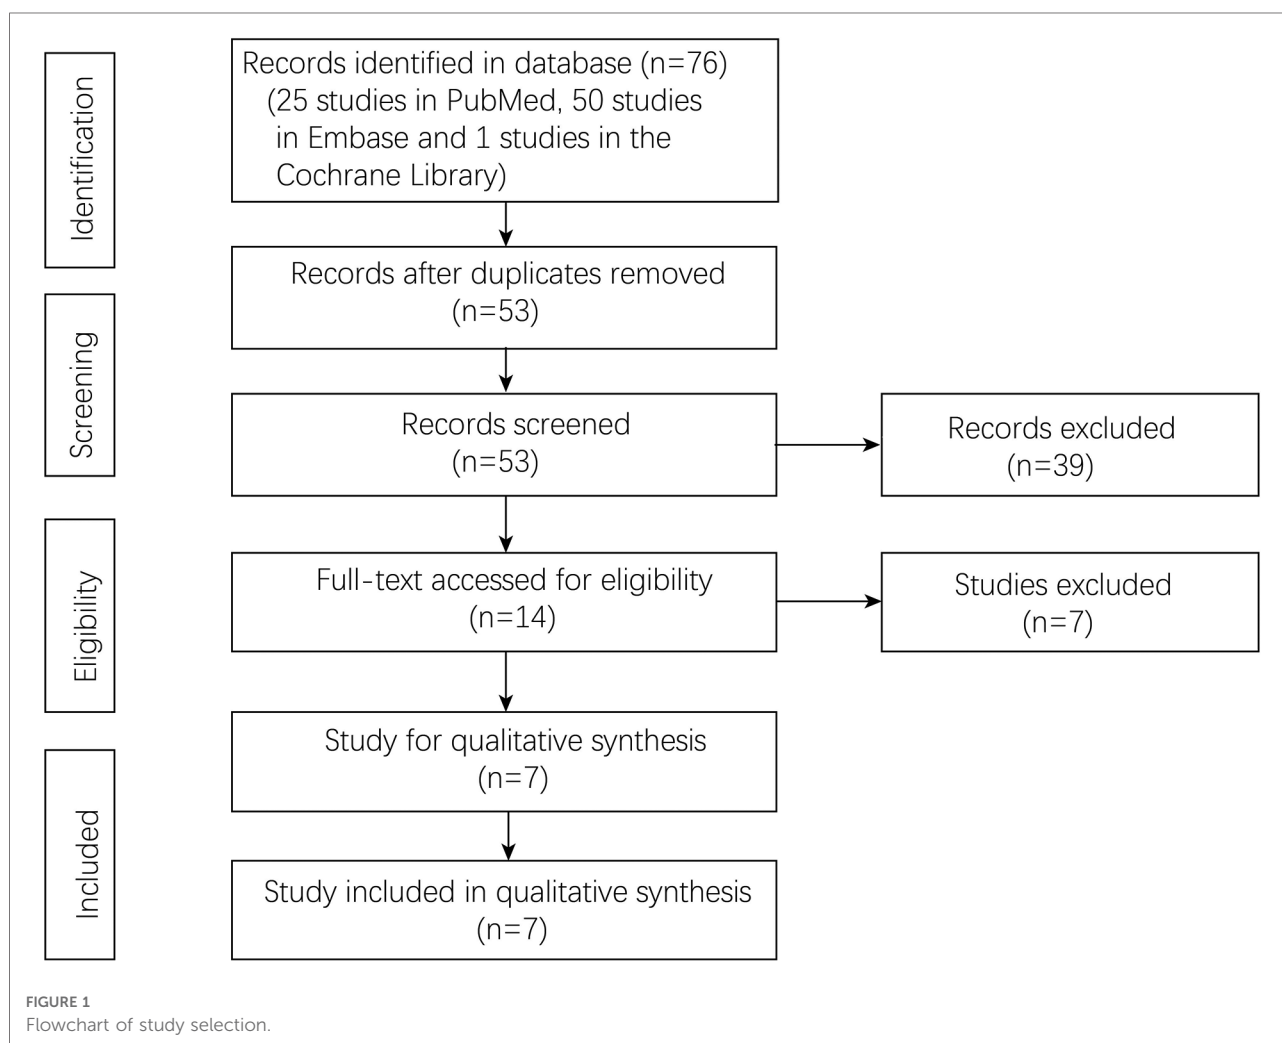 Identification
Records identified in database (n=76)
(25 studies in PubMed, 50 studies
in Embase and 1 studies in the
Cochrane Library)
Records after duplicates removed
(n=53)
Screening
Records screened
(n=53)
Records excluded
(n=39)
Eligibility
Full-text accessed for eligibility
(n=14)
Studies excluded
(n=7)
Included
Study for qualitative synthesis
(n=7)
Study included in qualitative synthesis
(n=7)
FIGURE 1
Flowchart of study selection.